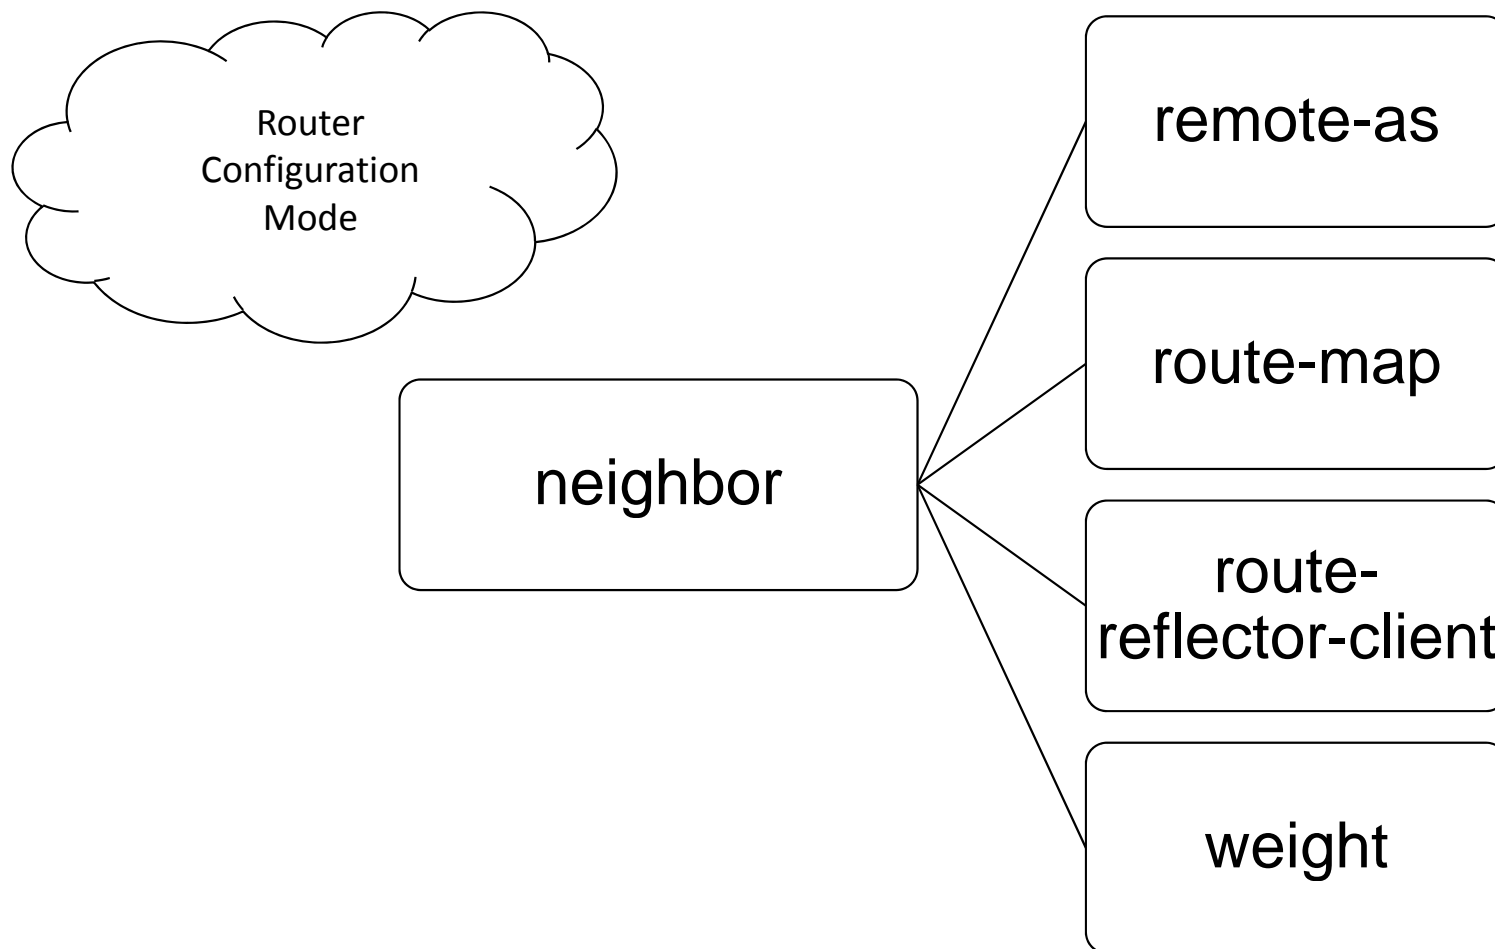 Router
Configuration
Mode
neighbor
remote-as
route-map
route-
reflector-client
weight